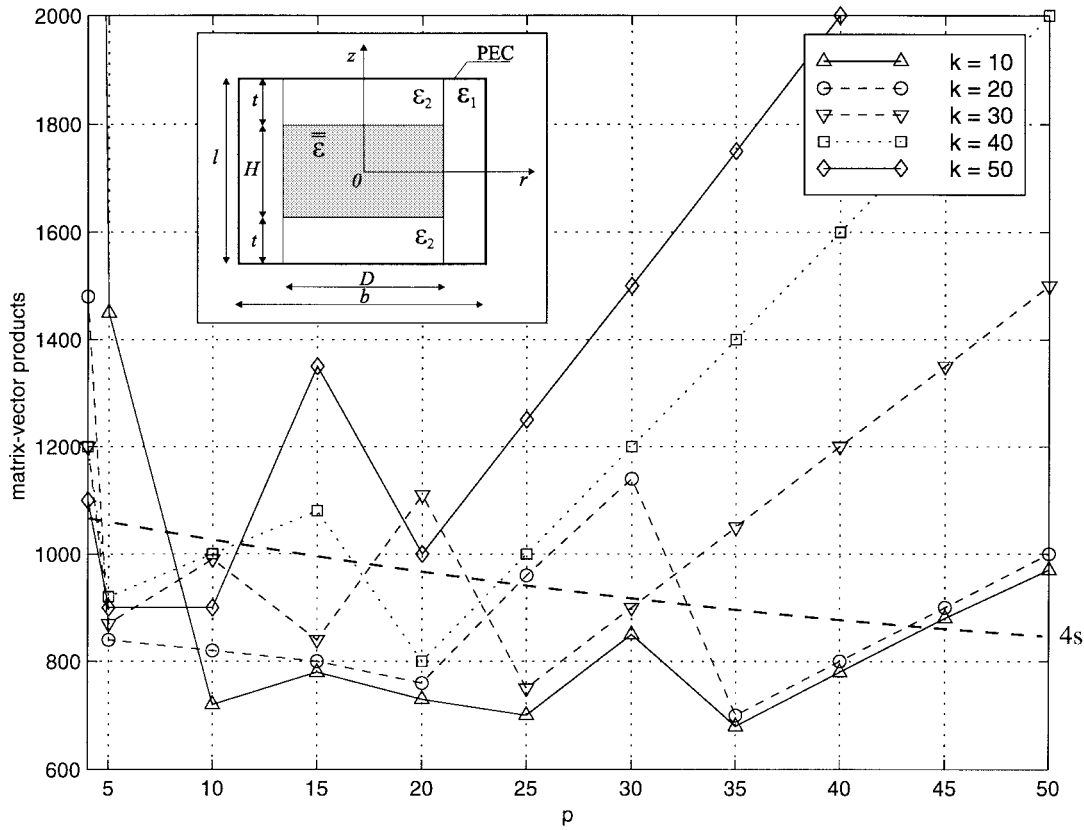 2000
1800
1600
1400
1200
1000
800
600
matrix-vector products
5
10
15
20
25
30
35
40
45
50
p
k = 10
k = 20
k = 30
k = 40
k = 50
4s
z
PEC
t
ε₂
ε₁
ε̿
l
H
0
r
t
ε₂
D
b